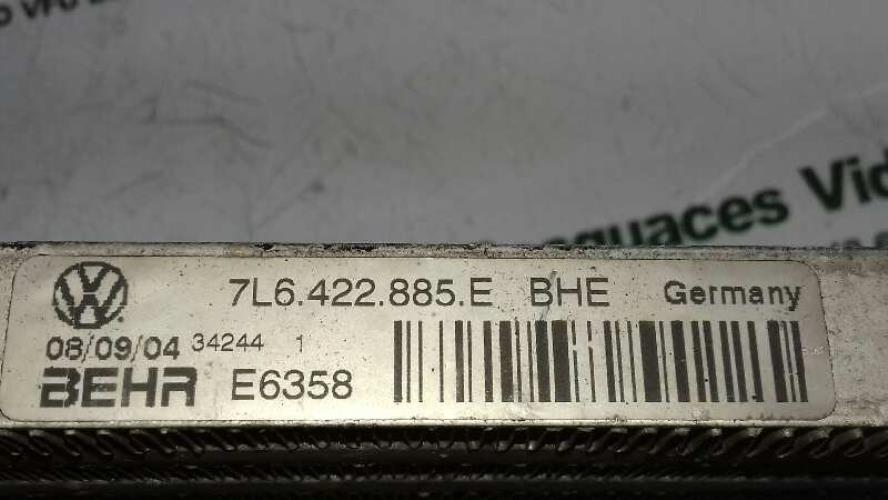 7L6.422.885.E BHE Germany
08/09/04 34244 1
BEHR E6358